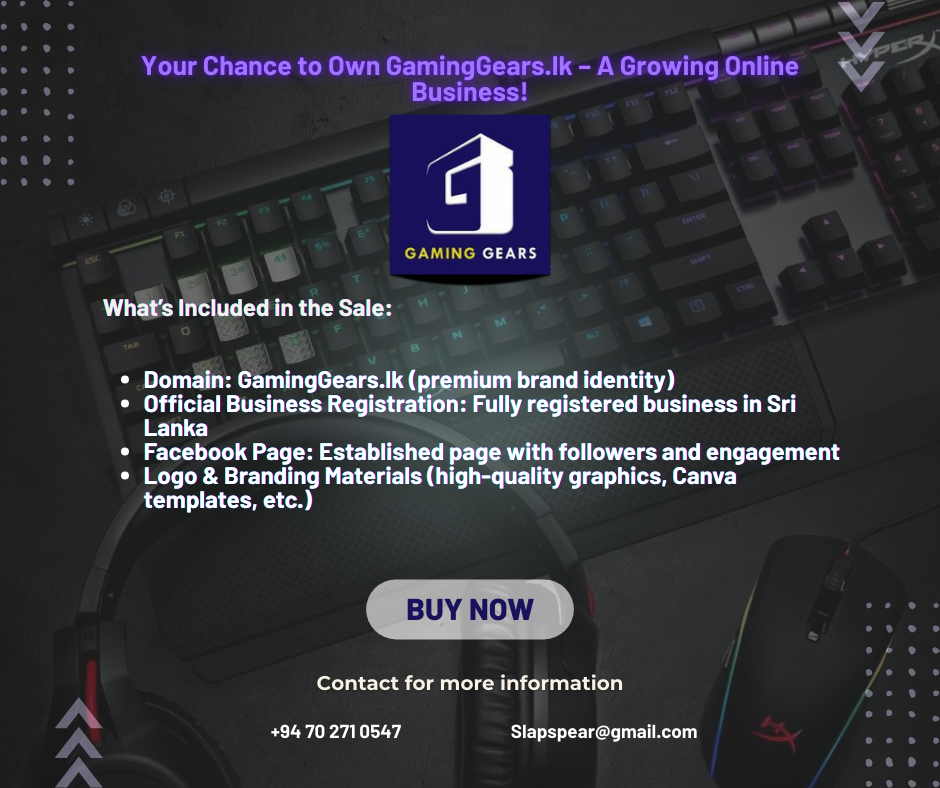 Your Chance to Own GamingGears.lk – A Growing Online
Business!
GAMING GEARS
What's Included in the Sale:
Domain: GamingGears.lk (premium brand identity)
Official Business Registration: Fully registered business in Sri
Lanka
Facebook Page: Established page with followers and engagement
Logo & Branding Materials (high-quality graphics, Canva
templates, etc.)
BUY NOW
Contact for more information
+94 70 271 0547
Slapspear@gmail.com